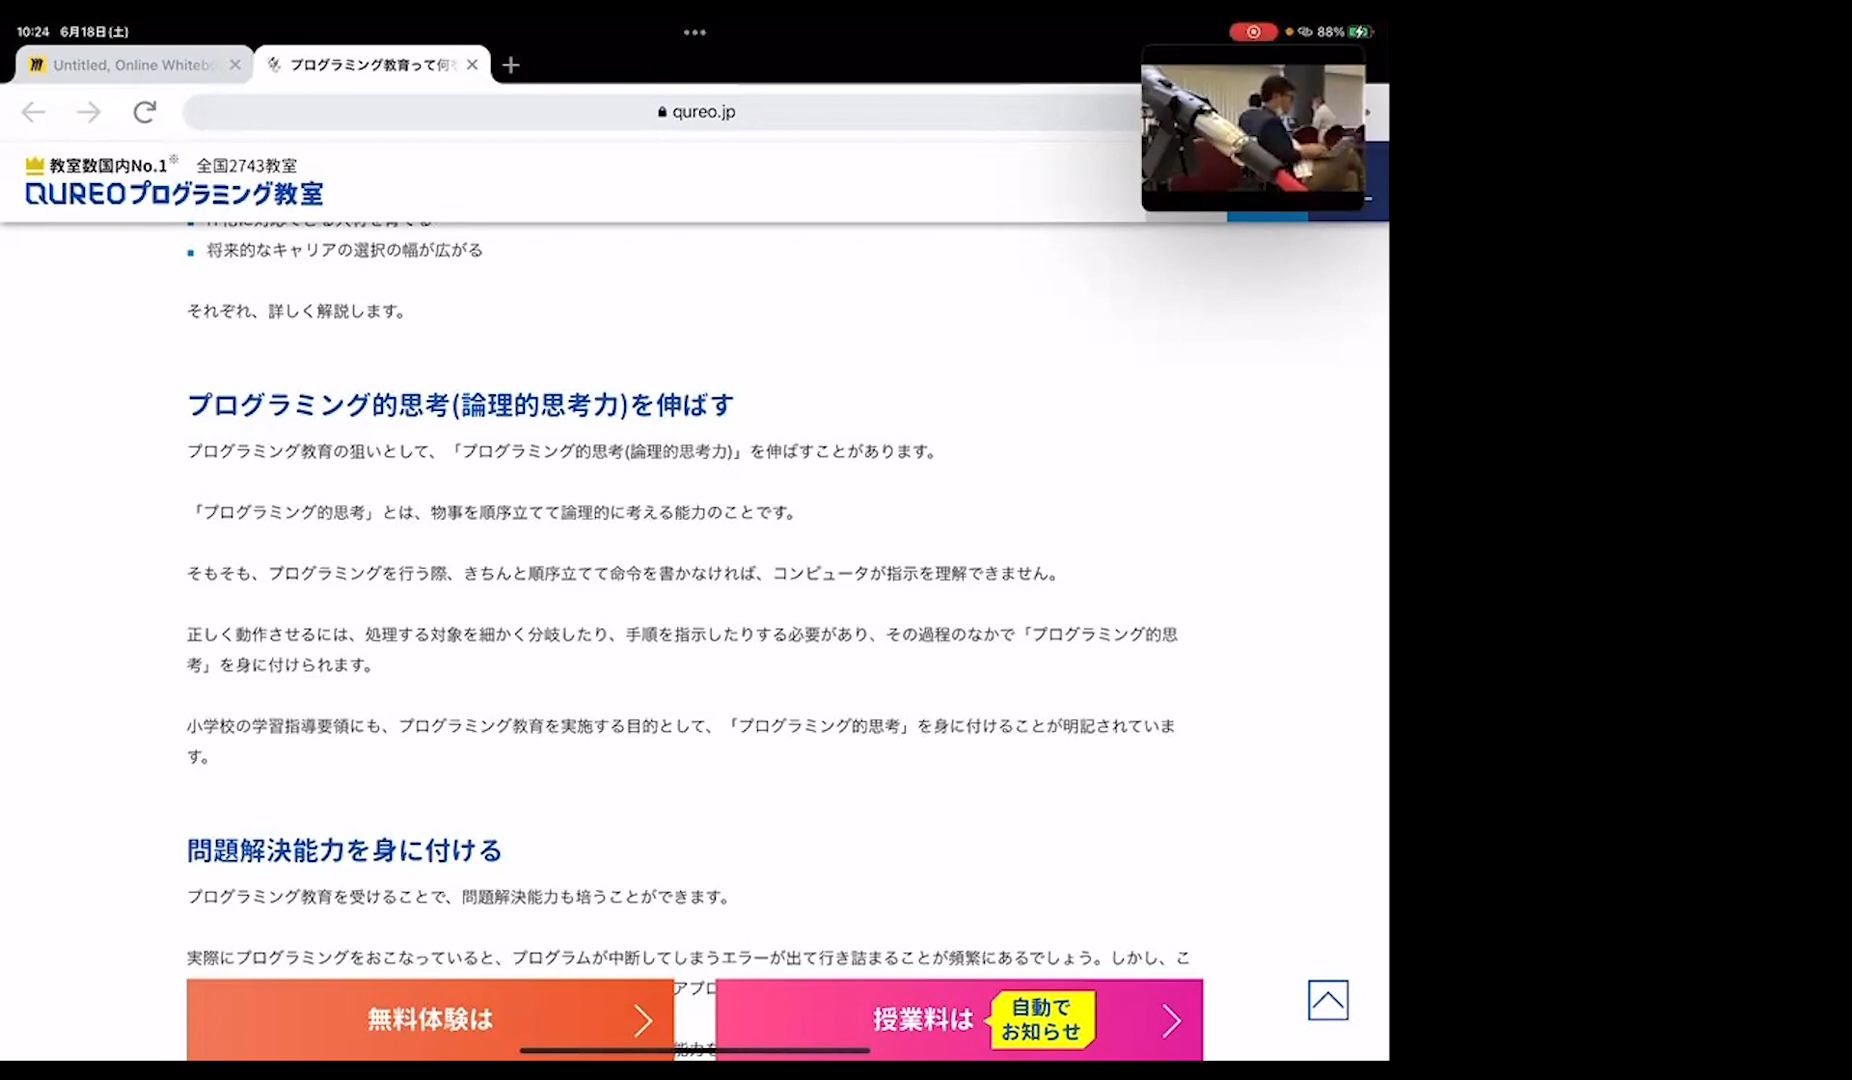 10:24 6月18日(土)
88%
Untitled, Online Whitebo
プログラミング教育って何
qureo.jp
教室数国内No.1※ 全国2743教室
QUREOプログラミング教室
に対応できる人材を育てる
将来的なキャリアの選択の幅が広がる
それぞれ、詳しく解説します。
プログラミング的思考(論理的思考力)を伸ばす
プログラミング教育の狙いとして、「プログラミング的思考(論理的思考力)」を伸ばすことがあります。
「プログラミング的思考」とは、物事を順序立てて論理的に考える能力のことです。
そもそも、プログラミングを行う際、きちんと順序立てて命令を書かなければ、コンピュータが指示を理解できません。
正しく動作させるには、処理する対象を細かく分岐したり、手順を指示したりする必要があり、その過程のなかで「プログラミング的思
考」を身に付けられます。
小学校の学習指導要領にも、プログラミング教育を実施する目的として、「プログラミング的思考」を身に付けることが明記されていま
す。
問題解決能力を身に付ける
プログラミング教育を受けることで、問題解決能力も培うことができます。
実際にプログラミングをおこなっていると、プログラムが中断してしまうエラーが出て行き詰まることが頻繁にあるでしょう。しかし、こ
アプロ
無料体験は
授業料は
自動で
お知らせ
能力を